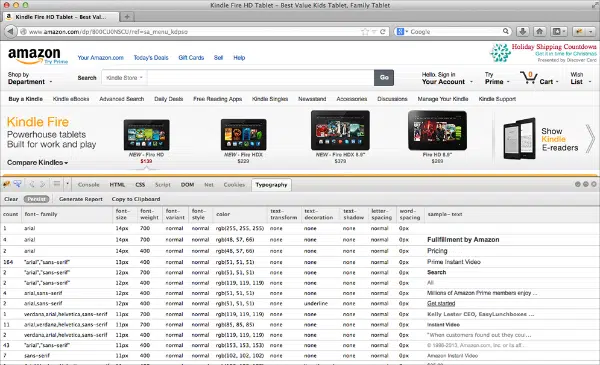 Kindle Fire HD Tablet – Best Value Kids Tablet, Family Tablet
Kindle Fire HD Tablet – Best Value...
www.amazon.com/dp/B00CU0NSCU/ref=sa_menu_kdpso
Google
amazon
Try Prime
Your Amazon.com Today's Deals Gift Cards Sell Help
Holiday Shipping Countdown
Get it in time for Christmas
Presented by Discover Card
Shop by
Department
Search Kindle Store Go
Hello, Sign in
Your Account
Try
Prime
0
Cart
Wish
List
Buy a Kindle Kindle eBooks Advanced Search Daily Deals Free Reading Apps Kindle Singles Newsstand Accessories Discussions Manage Your Kindle Kindle Support
Kindle Fire
Powerhouse tablets
Built for work and play
Compare Kindles
NEW - Fire HD
$139
NEW - Fire HDX
$229
NEW - Fire HDX 8.9"
$379
Fire HD 8.9"
Show
Kindle
E-readers
Console HTML CSS Script DOM Net Cookies Typography
Clear Persist Generate Report Copy to Clipboard
count font-family font-size font-weight font-variant font-style color text-transform text-decoration text-shadow letter-spacing word-spacing sample-text
1 arial 14px 700 normal normal rgb(255, 255, 255) none none none normal 0px
4 arial 14px 700 normal normal rgb(48, 57, 66) none none none normal 0px Fulfillment by Amazon
2 arial 14px 400 normal normal rgb(48, 57, 66) none none none normal 0px Pricing
184 "arial","sans-serif" 13px 400 normal normal rgb(51, 51, 51) none none none normal 0px Prime Instant Video
2 "arial","sans-serif" 12px 700 normal normal rgb(51, 51, 51) none none none normal 0px Search
2 "arial","sans-serif" 12px 400 normal normal rgb(119, 119, 119) none none none normal 0px All
4 arial,sans-serif 12px 400 normal normal rgb(51, 51, 51) none none none normal 0px Millions of Amazon Prime members enjoy ...
2 arial,sans-serif 12px 400 normal normal rgb(51, 51, 51) none underline none normal 0px Get started
1 verdana,arial,helvetica,sans-serif 11px 700 normal normal rgb(119, 119, 119) none none none normal 0px Kelly Lester CEO, EasyLunchboxes ...
11 arial,verdana,helvetica,sans-serif 11px 700 normal normal rgb(85, 85, 85) none none none normal 0px Instant Video
2 verdana,arial,helvetica,sans-serif 11px 400 normal normal rgb(119, 119, 119) none none none normal 0px "When customers found out they cou...
43 "arial","sans-serif" 11px 400 normal normal rgb(153, 153, 153) none none none normal 0px © 1996-2013, Amazon.com, Inc. or its affil...
7 sans-serif 11px 400 normal normal rgb(102, 102, 102) none none none normal 0px Amazon Instant Video